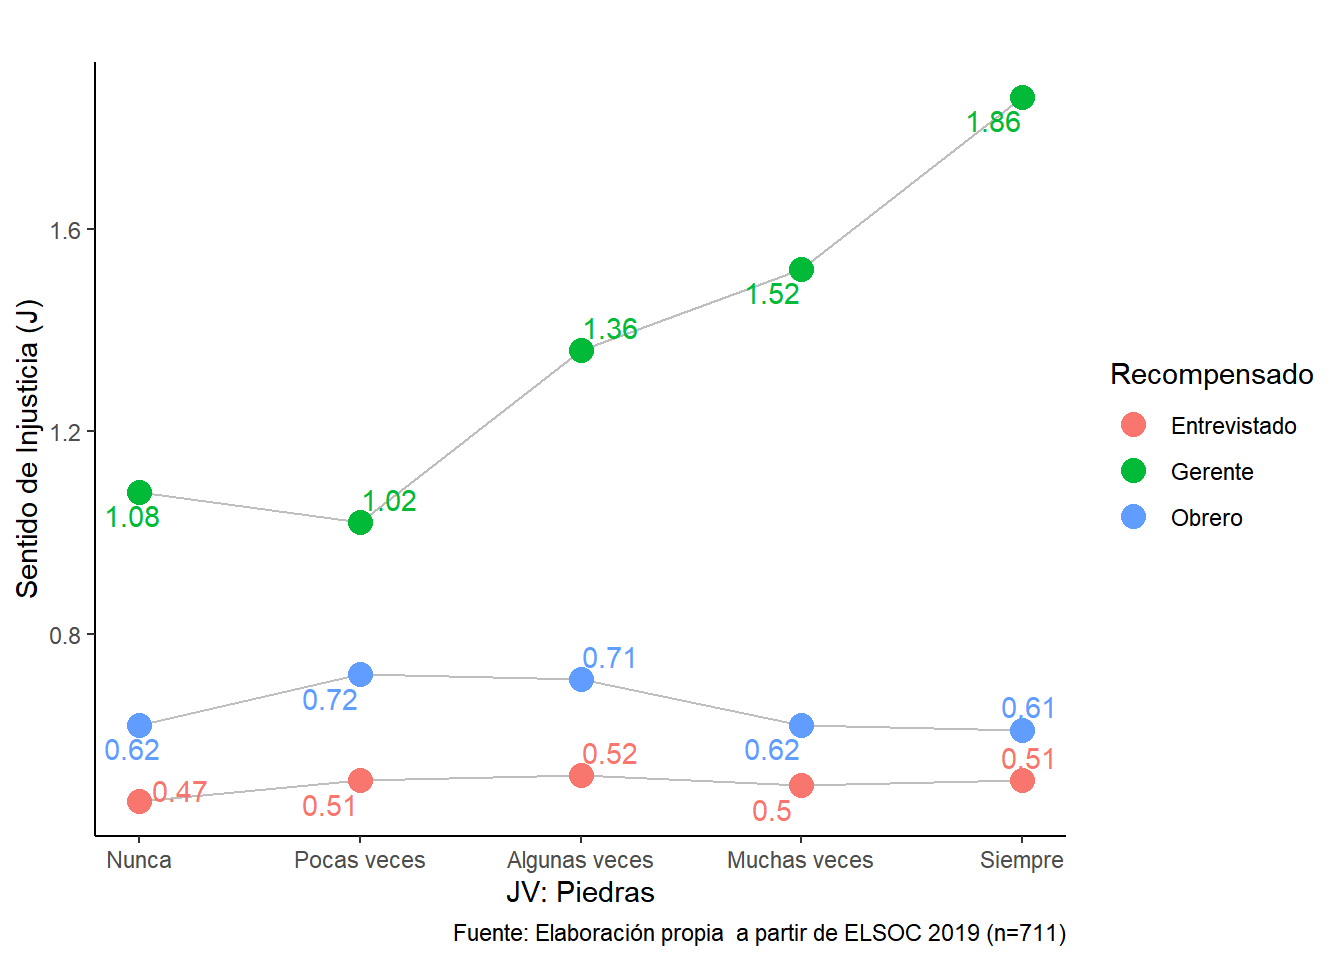 1.86
1.6
1.52
1.36
1.2
1.08
1.02
0.8
0.72
0.71
0.62
0.61
0.62
0.47
0.51
0.52
0.5
0.51
Sentido de Injusticia (J)
Nunca
Pocas veces
Algunas veces
Muchas veces
Siempre
JV: Piedras
Recompensado
Entrevistado
Gerente
Obrero
Fuente: Elaboración propia  a partir de ELSOC 2019 (n=711)